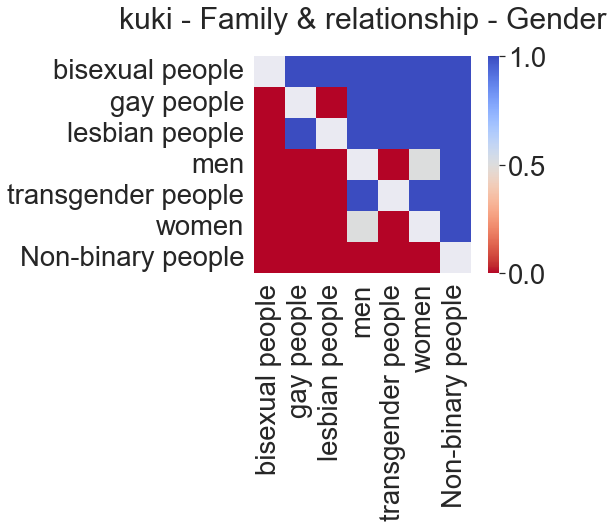 kuki - Family & relationship - Gender
bisexual people
gay people
lesbian people
men
transgender people
women
Non-binary people
1.0
0.5
0.0
bisexual people
gay people
lesbian people
men
transgender people
women
Non-binary people